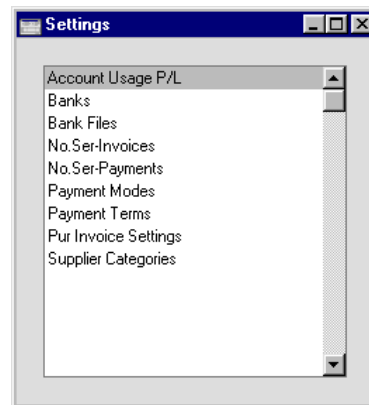 Settings
Account Usage P/L
Banks
Bank Files
No.Ser-Invoices
No.Ser-Payments
Payment Modes
Payment Terms
Pur Invoice Settings
Supplier Categories